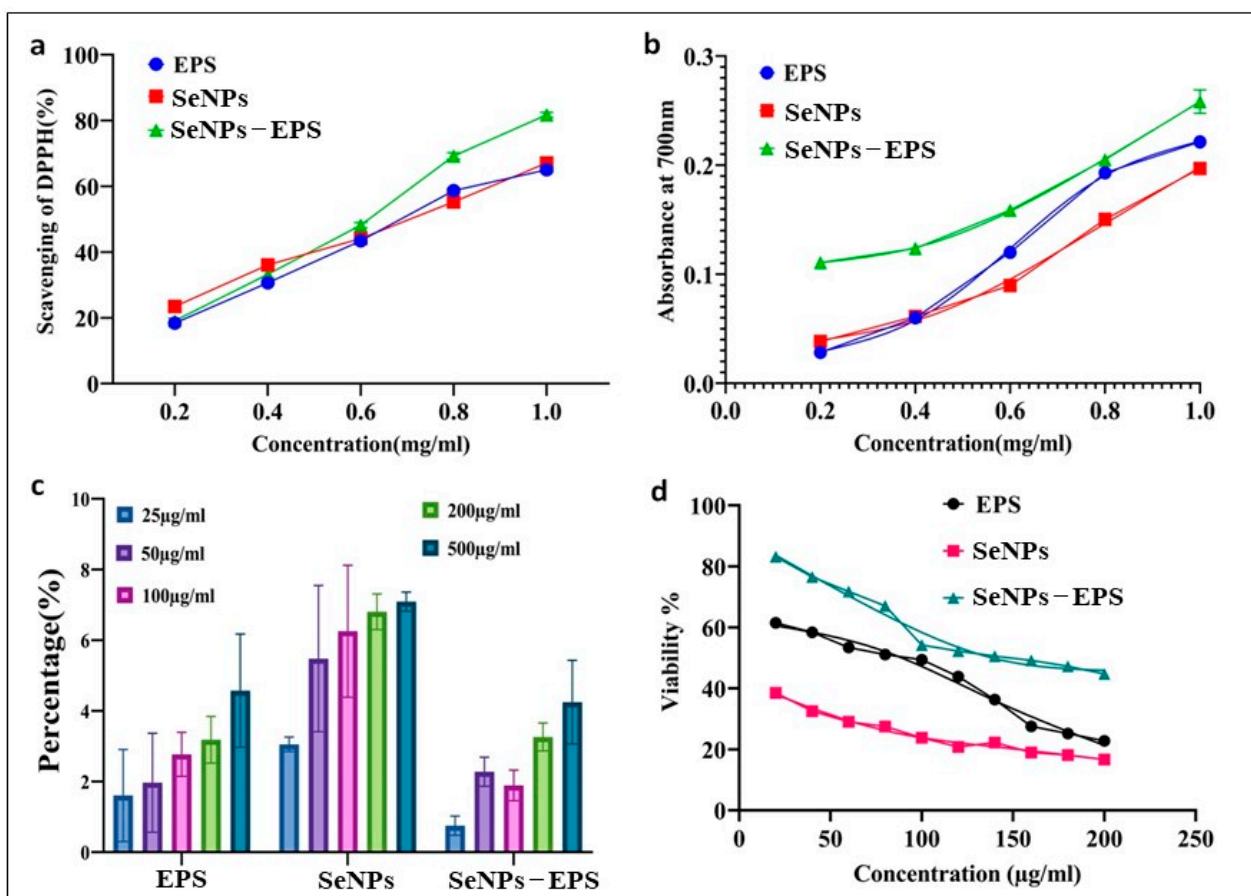 a
EPS
SeNPs
SeNPs−EPS
Scavenging of DPPH(%)
100
80
60
40
20
0
0.2 0.4 0.6 0.8 1.0
Concentration(mg/ml)
b
EPS
SeNPs
SeNPs−EPS
Absorbance at 700nm
0.3
0.2
0.1
0.0
0.0 0.2 0.4 0.6 0.8 1.0
Concentration(mg/ml)
c
25µg/ml
50µg/ml
100µg/ml
200µg/ml
500µg/ml
Percentage(%)
10
8
6
4
2
0
EPS SeNPs SeNPs−EPS
d
EPS
SeNPs
SeNPs−EPS
Viability %
100
80
60
40
20
0
0 50 100 150 200 250
Concentration (µg/ml)